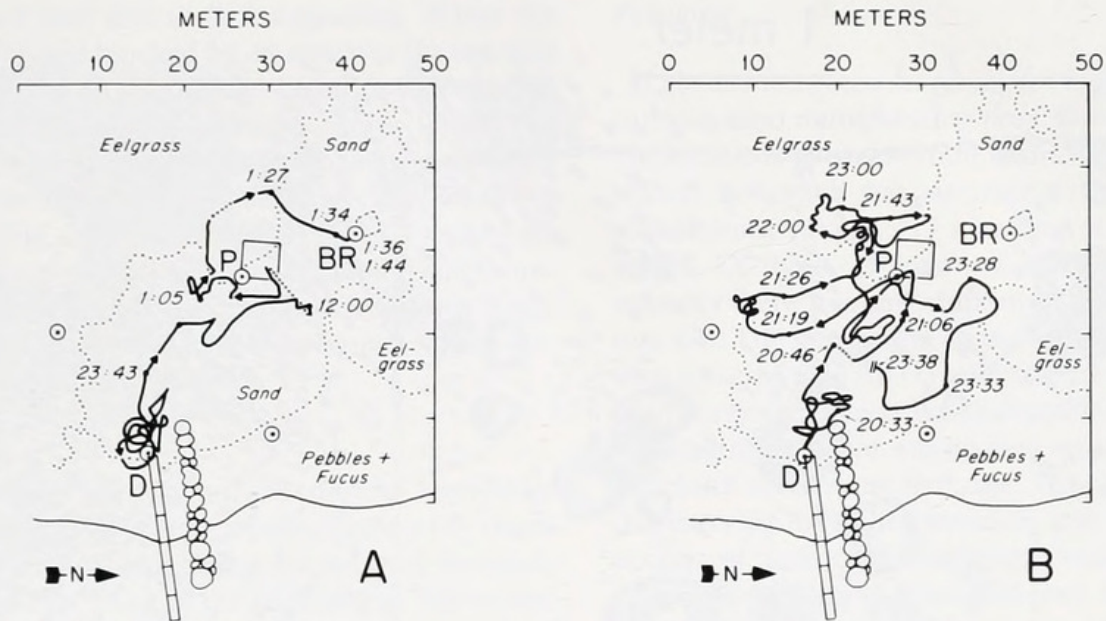 METERS
0 10 20 30 40 50
Eelgrass
Sand
1:27.
1:34
P
BR
1:36
1:44
1:05
12:00
23:43
Eel-
grass
Sand
D
Pebbles +
Fucus
N
A
METERS
0 10 20 30 40 50
Eelgrass
Sand
23:00
21:43
22:00
BR
P
21:26
23:28
21:19
21:06
20:46
23:38
Eel-
grass
23:33
20:33
D
Pebbles +
Fucus
N
B
1 meter